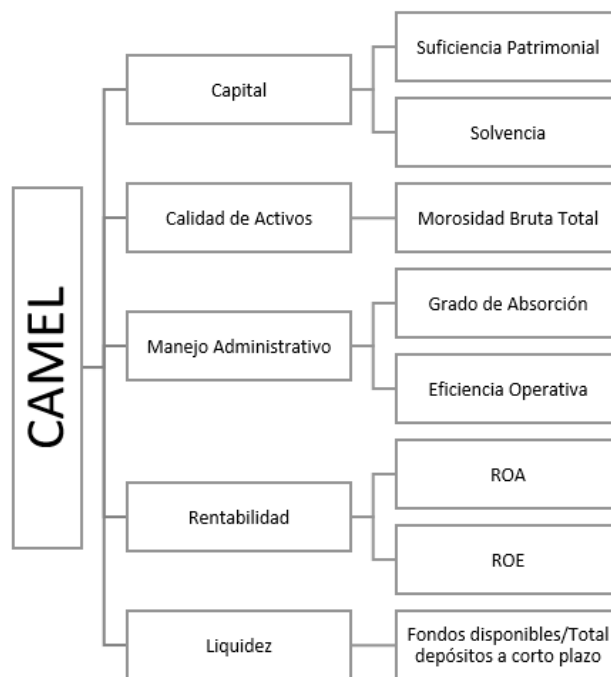 CAMEL
Capital
Suficiencia Patrimonial
Solvencia
Calidad de Activos
Morosidad Bruta Total
Manejo Administrativo
Grado de Absorción
Eficiencia Operativa
Rentabilidad
ROA
ROE
Liquidez
Fondos disponibles/Total
depósitos a corto plazo